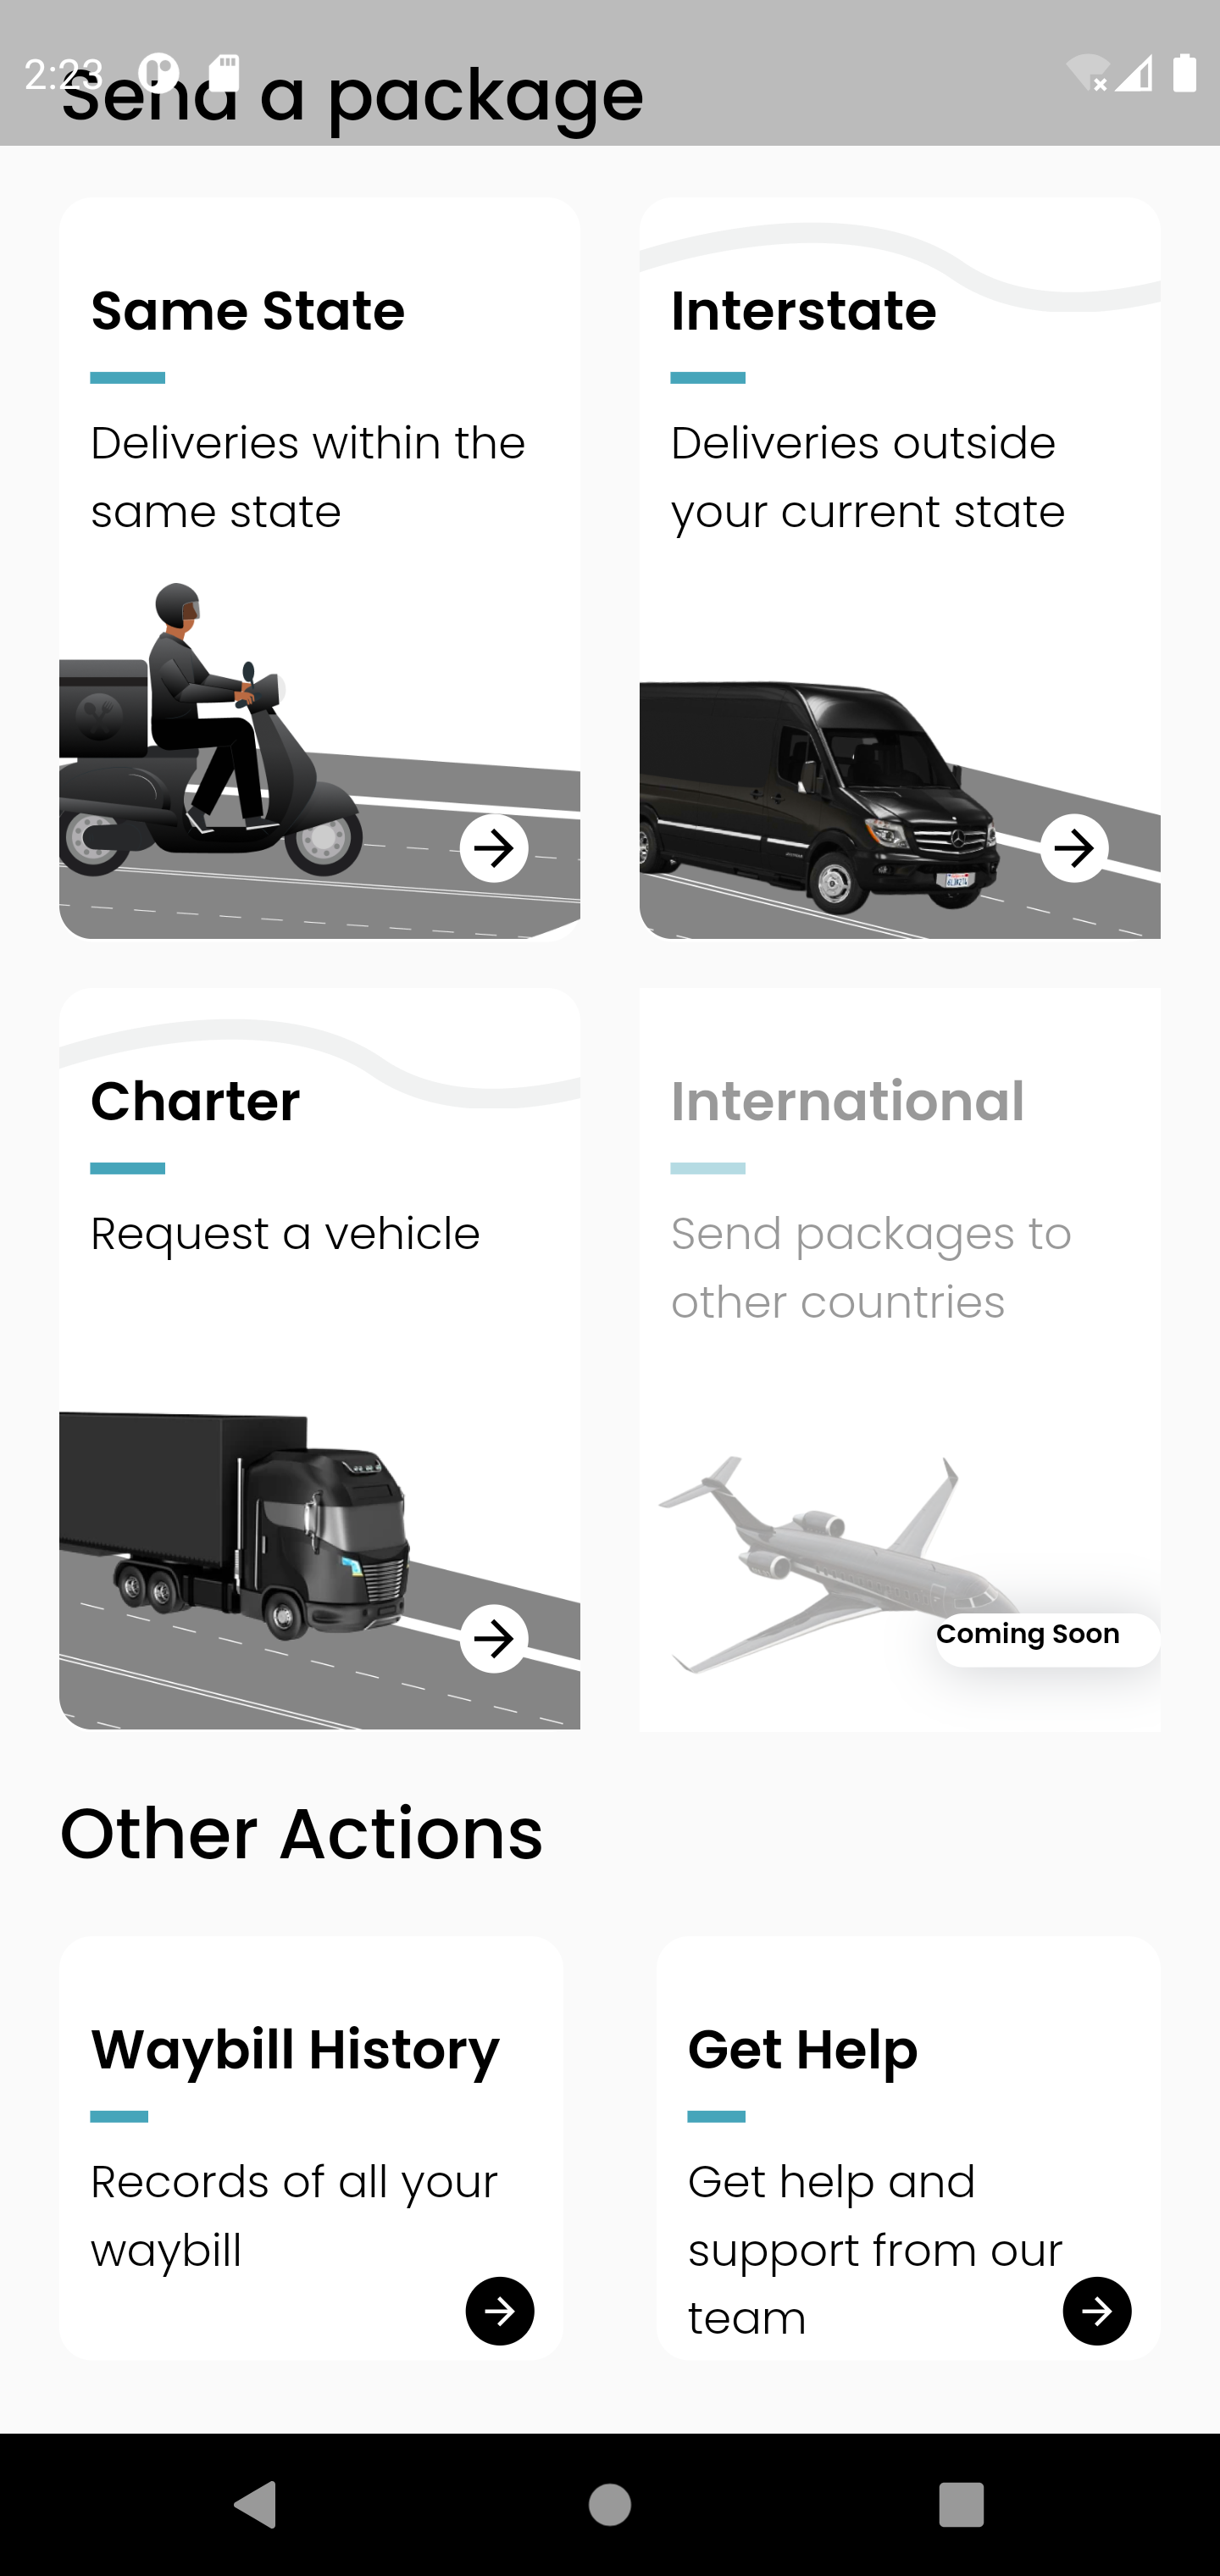 2:23
Send a package
Same State
Deliveries within the
same state
Interstate
Deliveries outside
your current state
Charter
Request a vehicle
International
Send packages to
other countries
Coming Soon
Other Actions
Waybill History
Records of all your
waybill
Get Help
Get help and
support from our
team